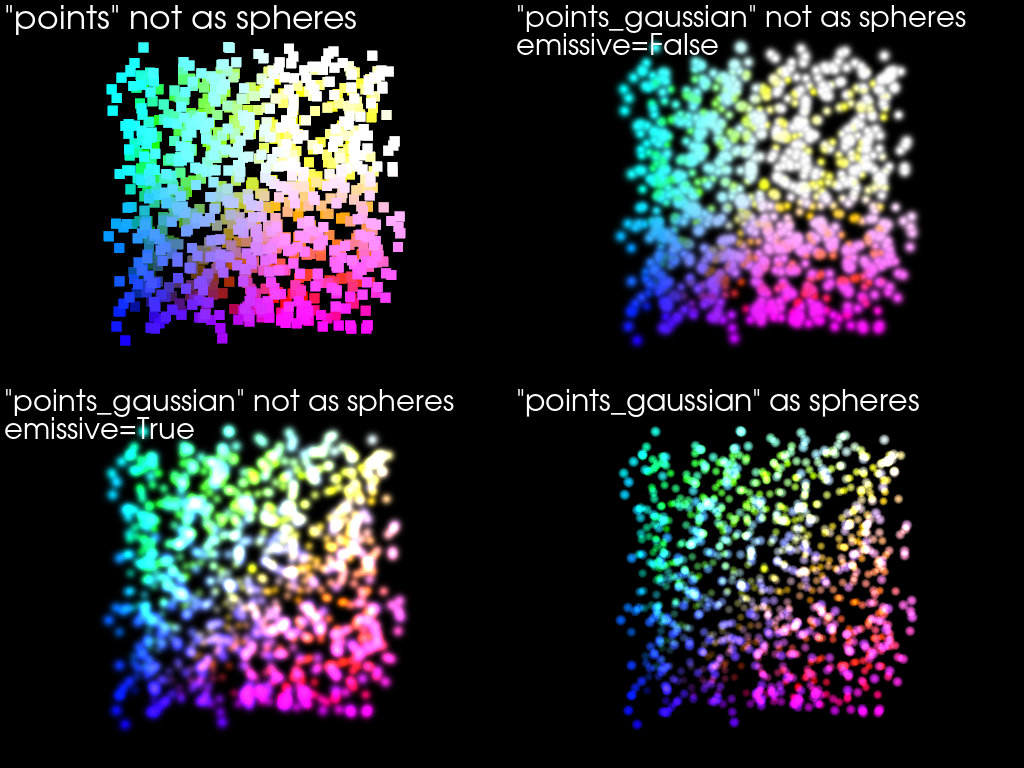 "points" not as spheres
"points_gaussian" not as spheres
emissive=False
"points_gaussian" not as spheres
emissive=True
"points_gaussian" as spheres